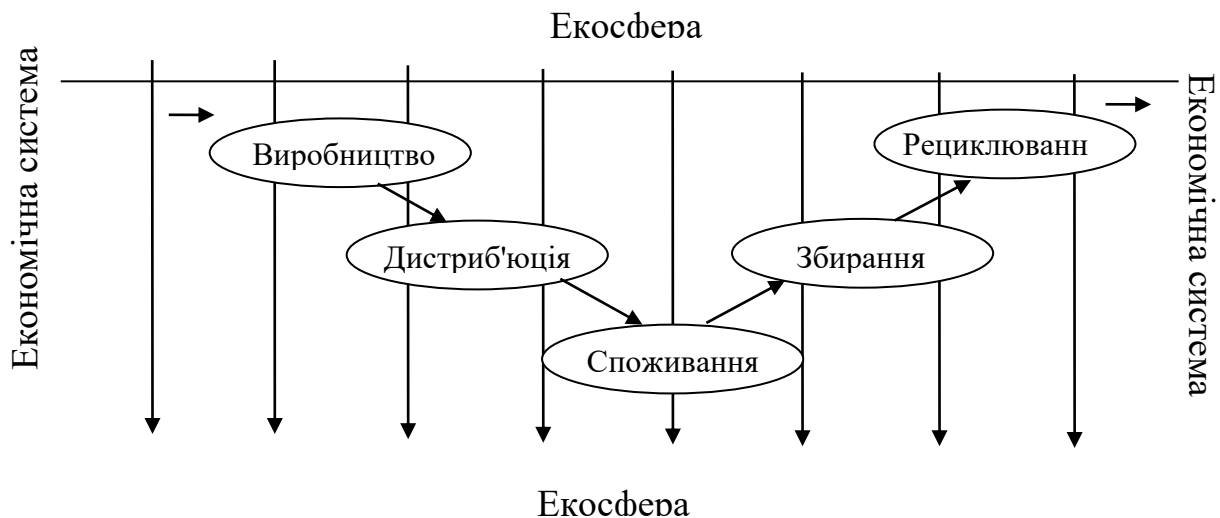 Екосфера
Економічна система
Економічна система
Виробництво
Рециклюванн
Дистриб'юція
Збирання
Споживання
Екосфера